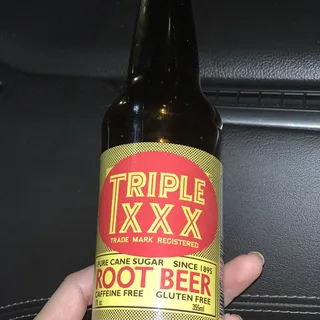 TRIPLE
XXX
TRADE MARK REGISTERED
PURE CANE SUGAR SINCE 1895
ROOT BEER
CAFFEINE FREE GLUTEN FREE
355ml